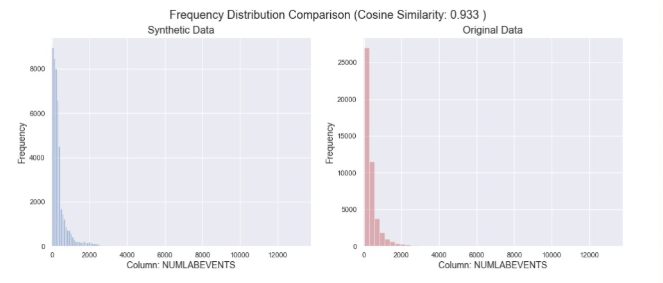 Frequency Distribution Comparison (Cosine Similarity: 0.933 )
Synthetic Data
8000
6000
4000
2000
0
Frequency
0 2000 4000 6000 8000 10000 12000
Column: NUMLABEVENTS
Original Data
25000
20000
15000
10000
5000
0
Frequency
0 2000 4000 6000 8000 10000 12000
Column: NUMLABEVENTS